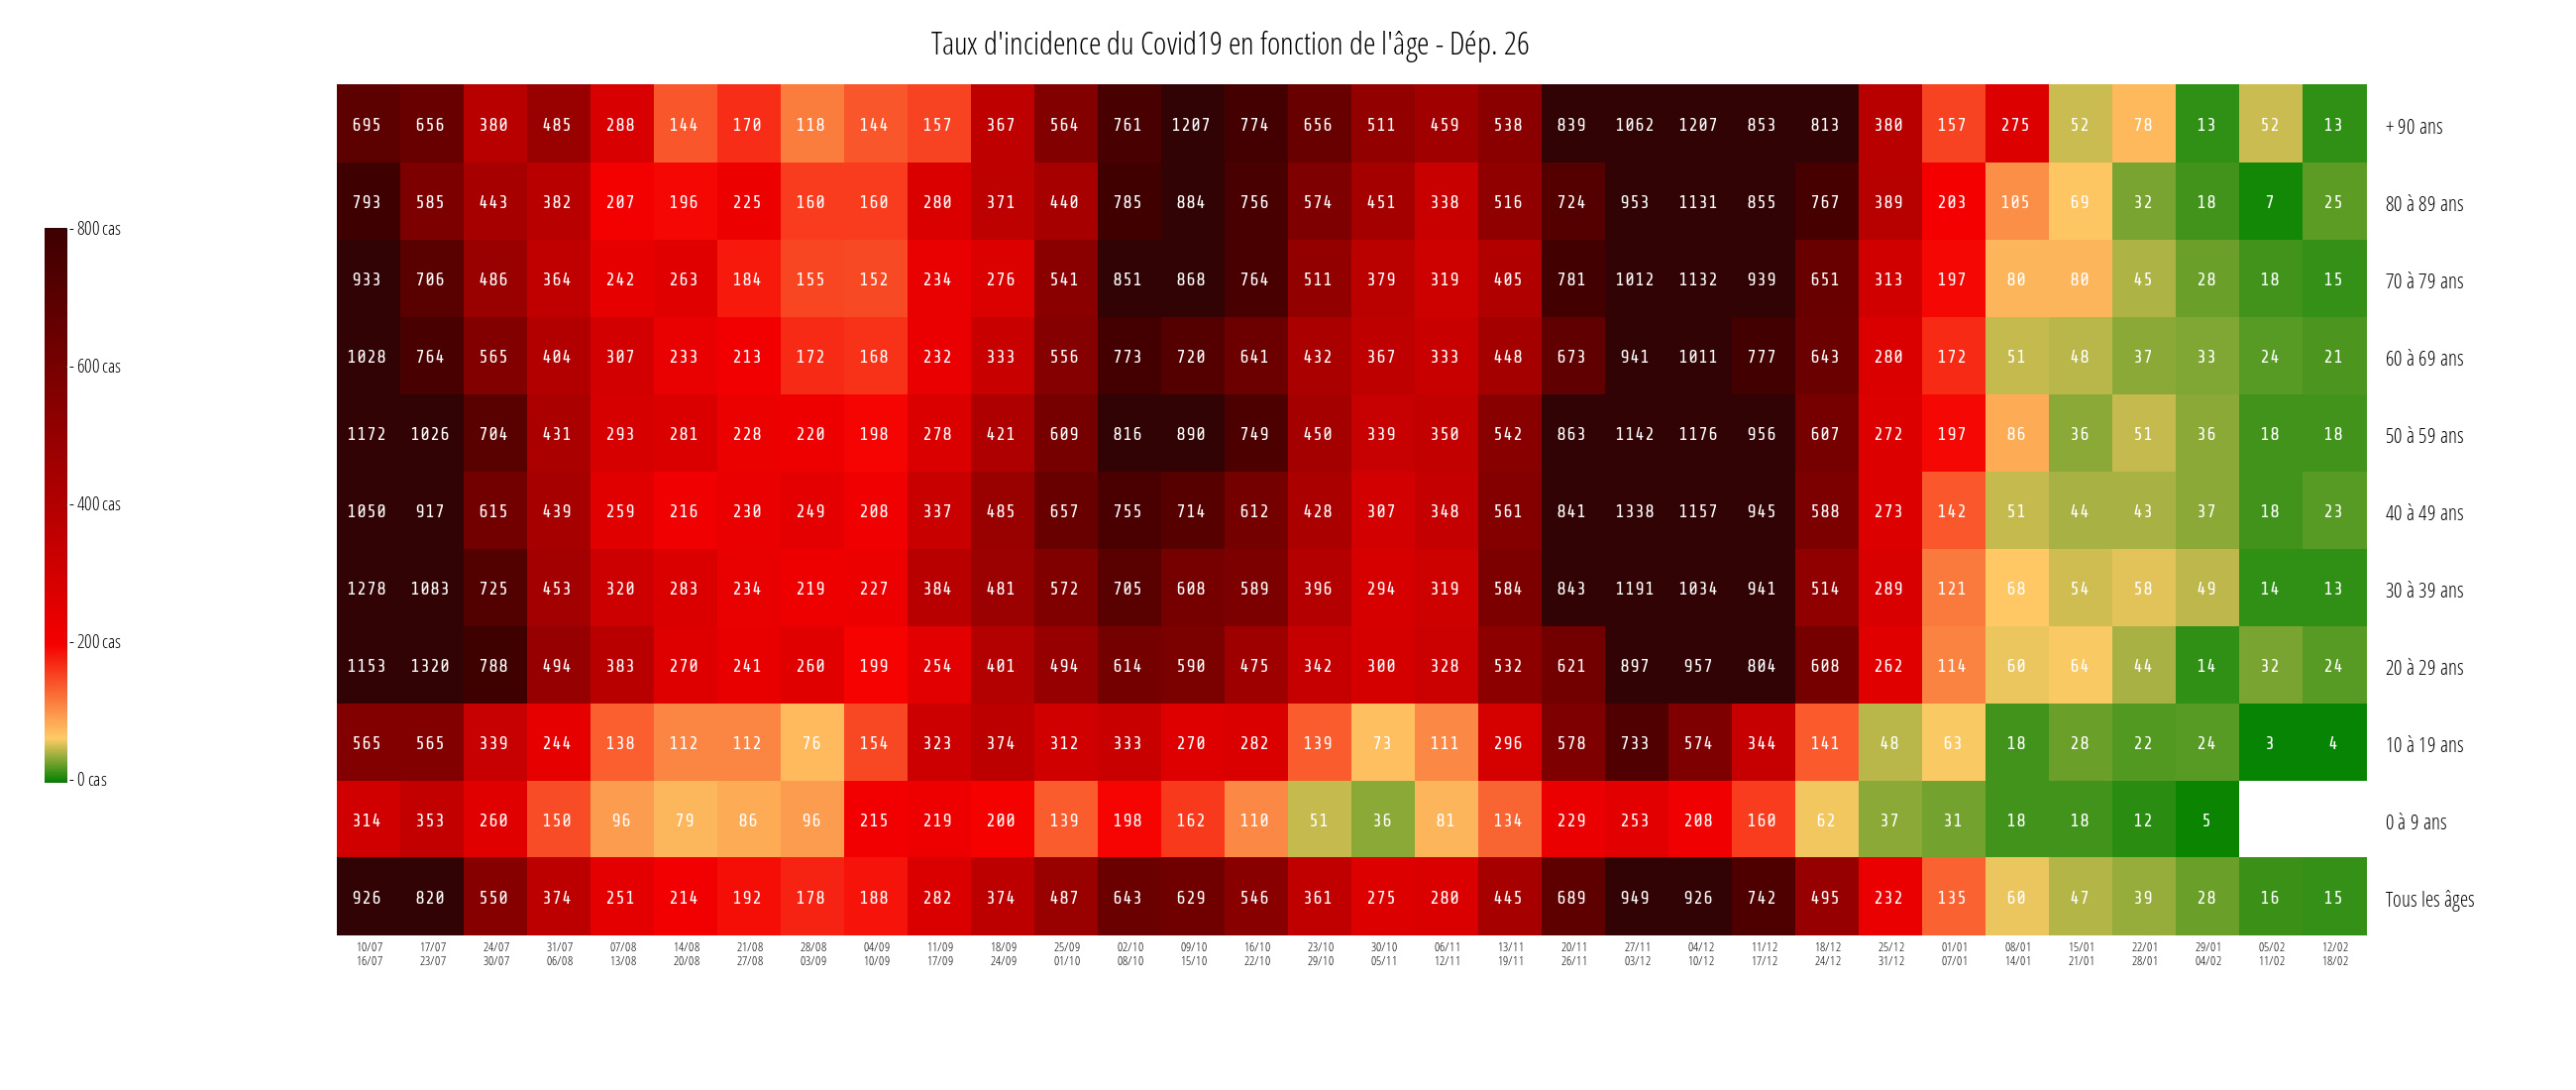 Taux d'incidence du Covid19 en fonction de l'âge - Dép. 26
- 800 cas
- 600 cas
- 400 cas
- 200 cas
- 0 cas
695 656 380 485 288 144 170 118 144 157 367 564 761 1207 774 656 511 459 538 839 1062 1207 853 813 380 157 275 52 78 13 52 13 + 90 ans
793 585 443 382 207 196 225 160 160 280 371 440 785 884 756 574 451 338 516 724 953 1131 855 767 389 203 105 69 32 18 7 25 80 à 89 ans
933 706 486 364 242 263 184 155 152 234 276 541 851 868 764 511 379 319 405 781 1012 1132 939 651 313 197 80 80 45 28 18 15 70 à 79 ans
1028 764 565 404 307 233 213 172 168 232 333 556 773 720 641 432 367 333 448 673 941 1011 777 643 280 172 51 48 37 33 24 21 60 à 69 ans
1172 1026 704 431 293 281 228 220 198 278 421 609 816 890 749 450 339 350 542 863 1142 1176 956 607 272 197 86 36 51 36 18 18 50 à 59 ans
1050 917 615 439 259 216 230 249 208 337 485 657 755 714 612 428 307 348 561 841 1338 1157 945 588 273 142 51 44 43 37 18 23 40 à 49 ans
1278 1083 725 453 320 283 234 219 227 384 481 572 705 608 589 396 294 319 584 843 1191 1034 941 514 289 121 68 54 58 49 14 13 30 à 39 ans
1153 1320 788 494 383 270 241 260 199 254 401 494 614 590 475 342 300 328 532 621 897 957 804 608 262 114 60 64 44 14 32 24 20 à 29 ans
565 565 339 244 138 112 112 76 154 323 374 312 333 270 282 139 73 111 296 578 733 574 344 141 48 63 18 28 22 24 3 4 10 à 19 ans
314 353 260 150 96 79 86 96 215 219 200 139 198 162 110 51 36 81 134 229 253 208 160 62 37 31 18 18 12 5 0 à 9 ans
926 820 550 374 251 214 192 178 188 282 374 487 643 629 546 361 275 280 445 689 949 926 742 495 232 135 60 47 39 28 16 15 Tous les âges
10/07 17/07 24/07 31/07 07/08 14/08 21/08 28/08 04/09 11/09 18/09 25/09 02/10 09/10 16/10 23/10 30/10 06/11 13/11 20/11 27/11 04/12 11/12 18/12 25/12 01/01 08/01 15/01 22/01 29/01 05/02 12/02
16/07 23/07 30/07 06/08 13/08 20/08 27/08 03/09 10/09 17/09 24/09 01/10 08/10 15/10 22/10 29/10 05/11 12/11 19/11 26/11 03/12 10/12 17/12 24/12 31/12 07/01 14/01 21/01 28/01 04/02 11/02 18/02